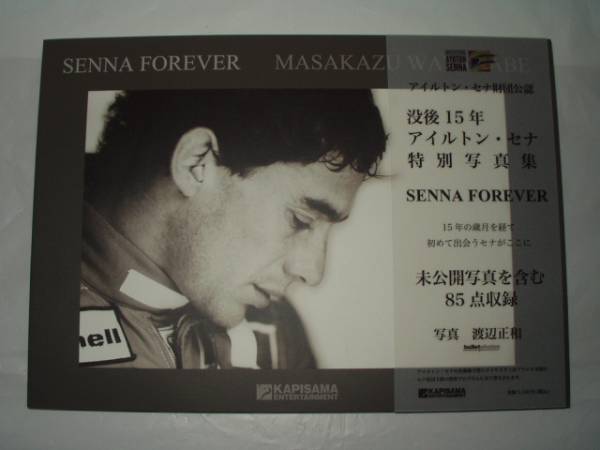 SENNA FOREVER
MASAKAZU WATANABE
SENNA
アイルトン・セナ財団公認
没後15年
アイルトン・セナ
特別写真集
SENNA FOREVER
15年の歳月を経て
初めて出会うセナがここに
未公開写真を含む
85点収録
写真 渡辺正和
hell
KAPISAMA
ENTERTAINMENT
KAPISAMA
ENTERTAINMENT